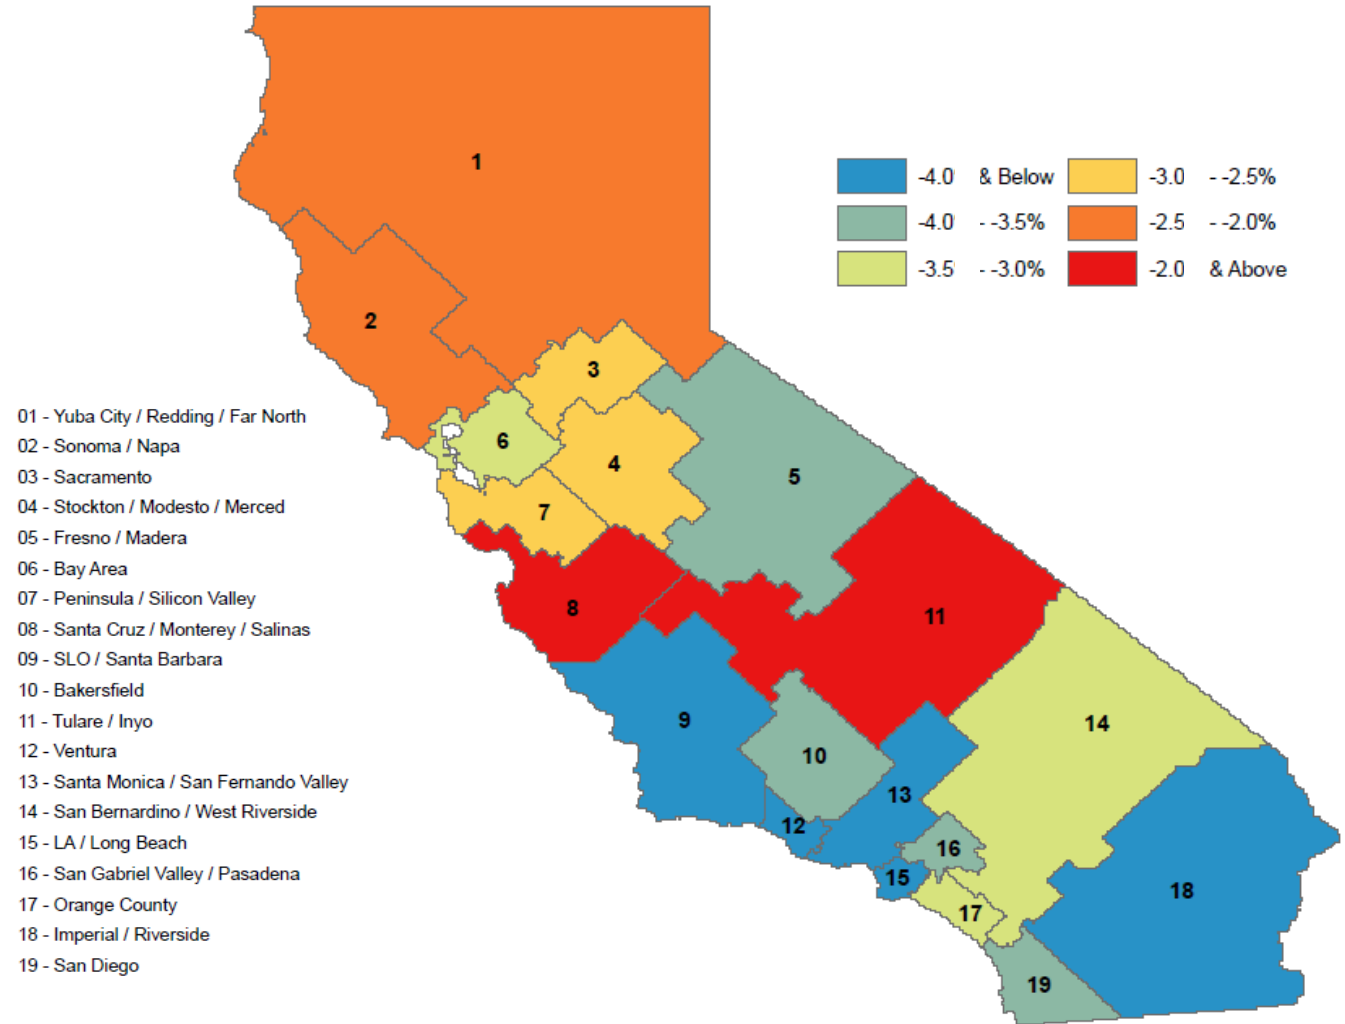 1
-4.0 & Below
-3.0 - -2.5%
-4.0 - -3.5%
-2.5 - -2.0%
-3.5 - -3.0%
-2.0 & Above
2
3
01 - Yuba City / Redding / Far North
02 - Sonoma / Napa
03 - Sacramento
04 - Stockton / Modesto / Merced
05 - Fresno / Madera
06 - Bay Area
07 - Peninsula / Silicon Valley
08 - Santa Cruz / Monterey / Salinas
09 - SLO / Santa Barbara
10 - Bakersfield
11 - Tulare / Inyo
12 - Ventura
13 - Santa Monica / San Fernando Valley
14 - San Bernardino / West Riverside
15 - LA / Long Beach
16 - San Gabriel Valley / Pasadena
17 - Orange County
18 - Imperial / Riverside
19 - San Diego
6
4
5
7
8
11
9
14
10
13
12
16
15
18
17
19